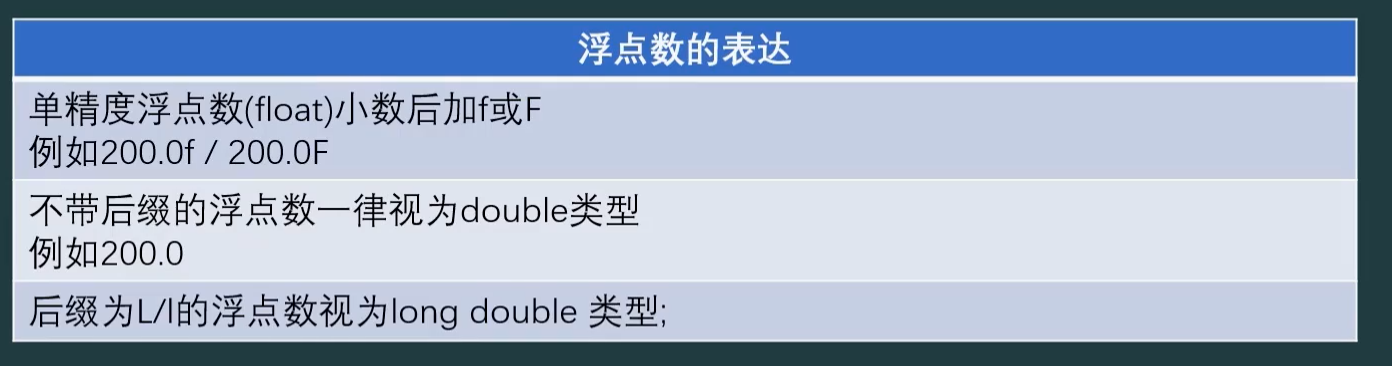 浮点数的表达
单精度浮点数(float)小数后加f或F
例如200.0f / 200.0F
不带后缀的浮点数一律视为double类型
例如200.0
后缀为L/l的浮点数视为long double 类型;